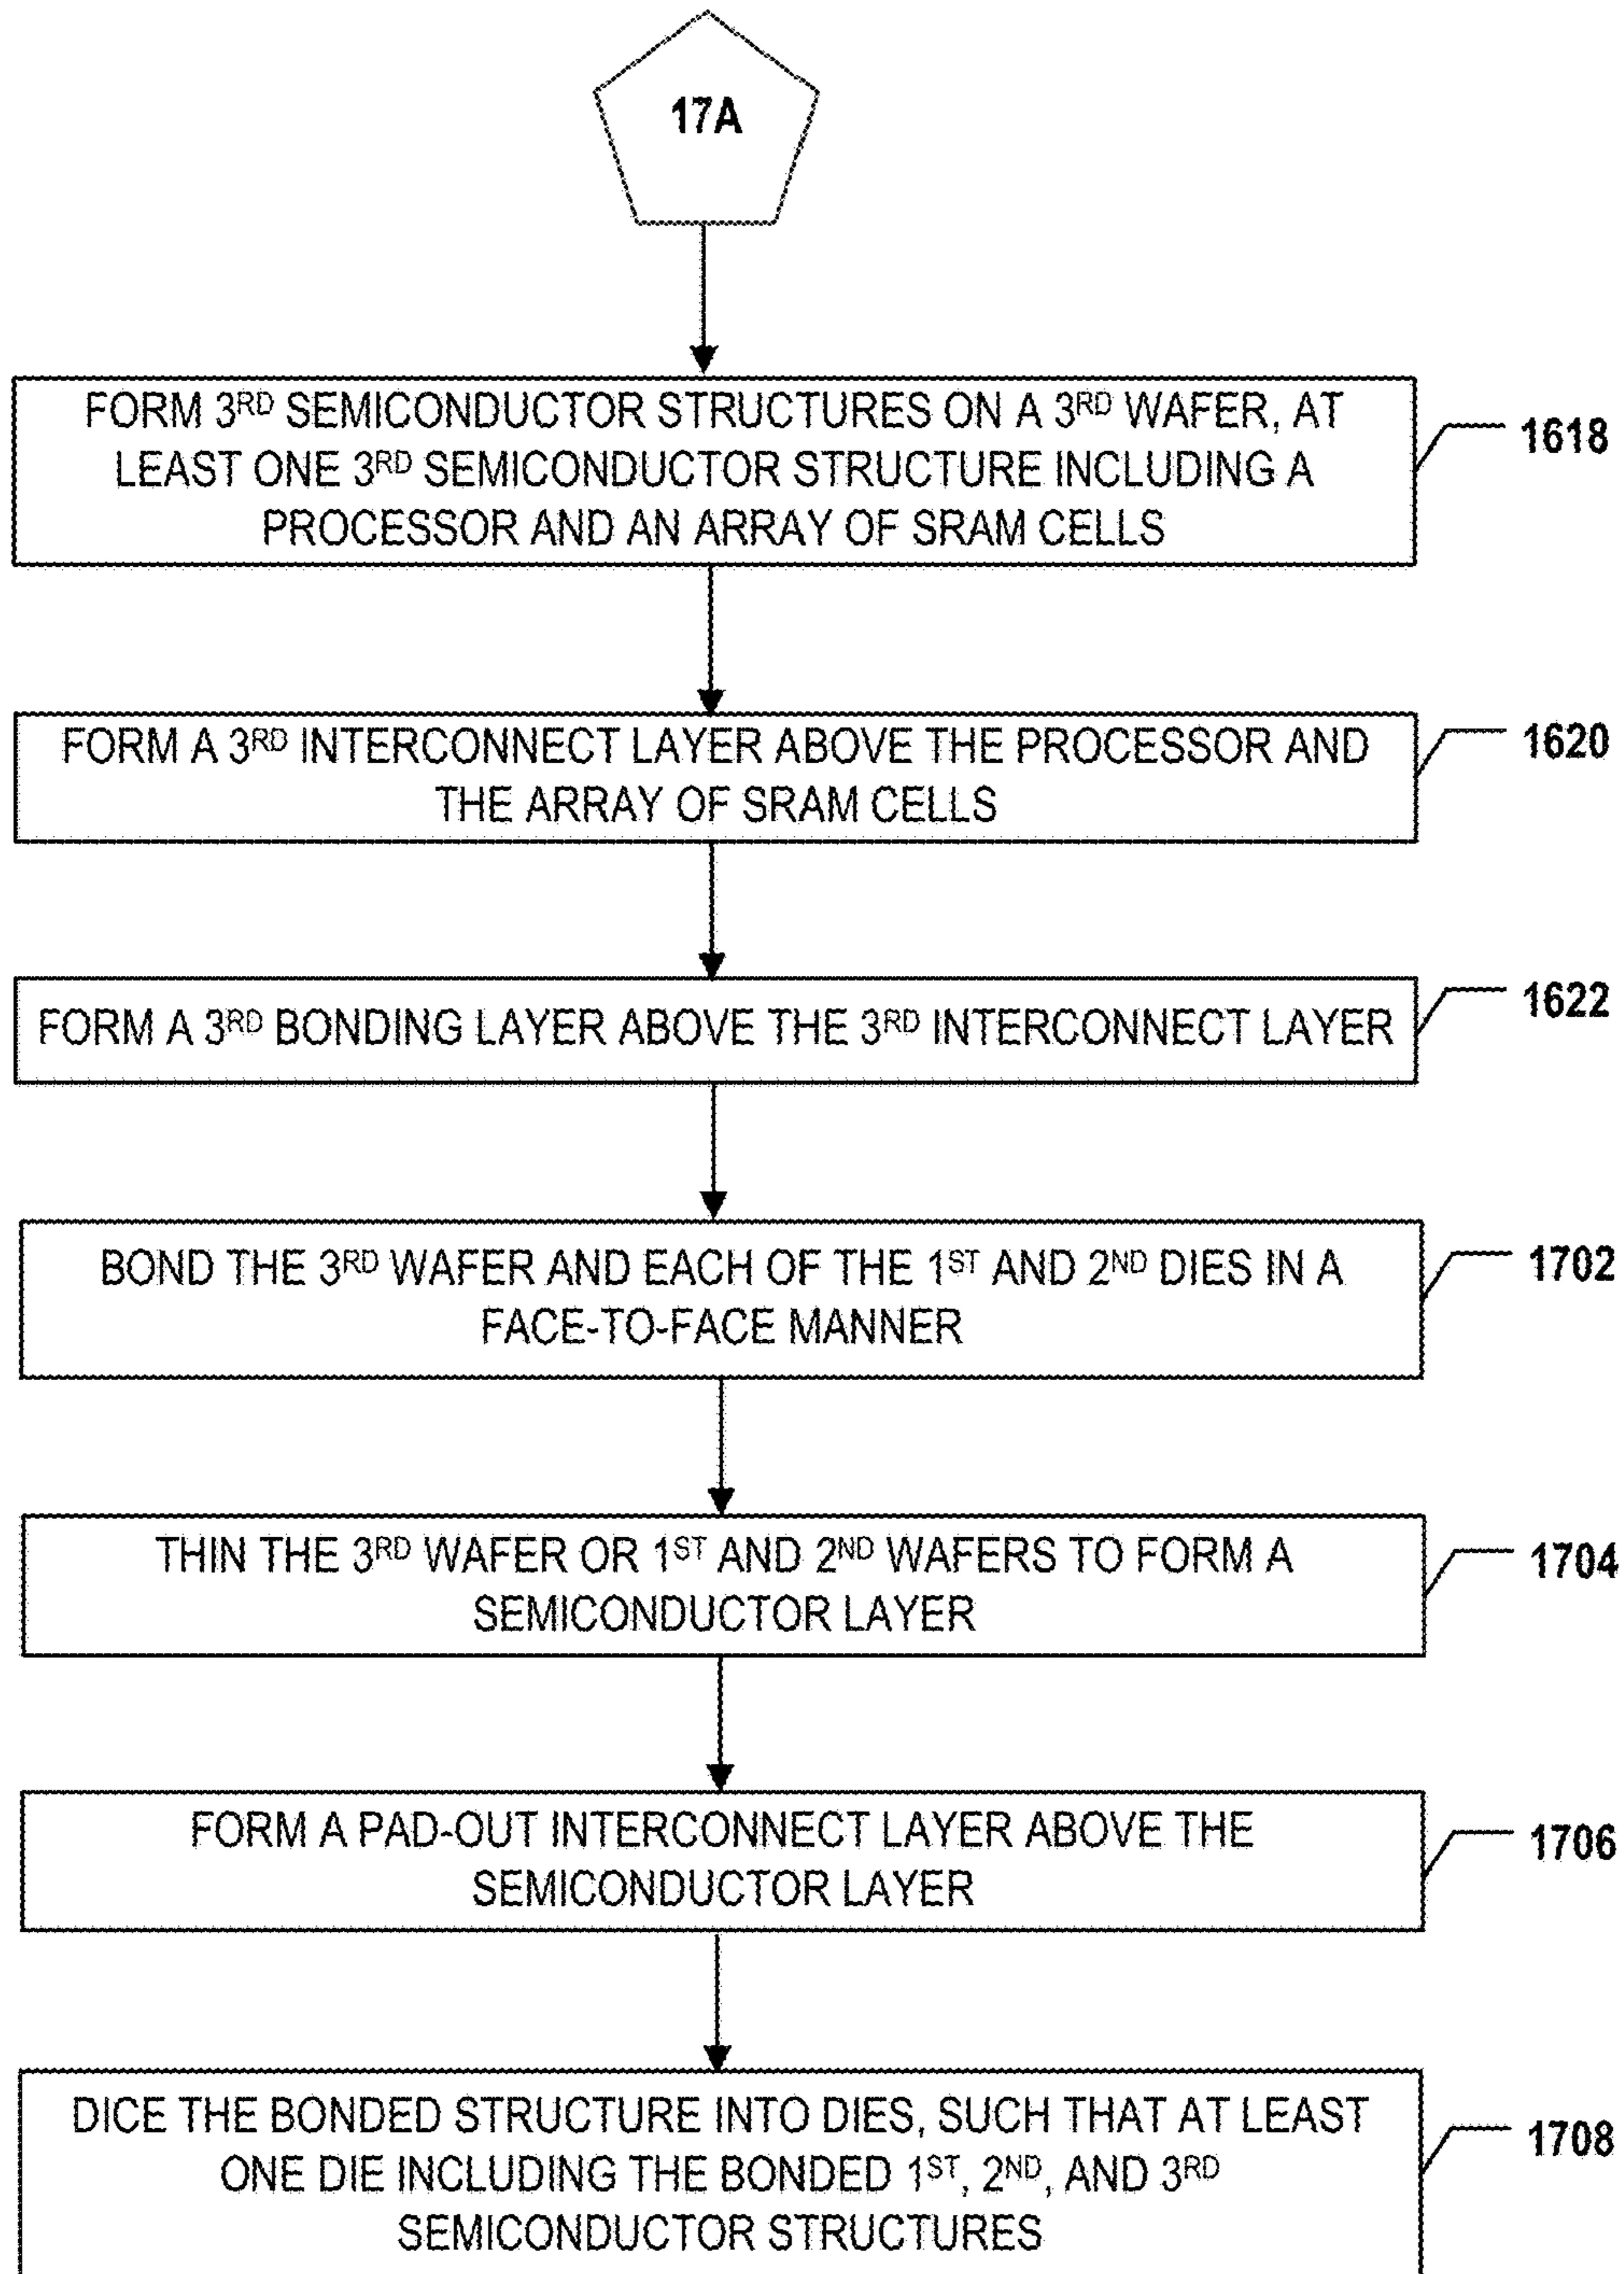 17A
FORM 3RD SEMICONDUCTOR STRUCTURES ON A 3RD WAFER, AT
LEAST ONE 3RD SEMICONDUCTOR STRUCTURE INCLUDING A
PROCESSOR AND AN ARRAY OF SRAM CELLS
1618
FORM A 3RD INTERCONNECT LAYER ABOVE THE PROCESSOR AND
THE ARRAY OF SRAM CELLS
1620
FORM A 3RD BONDING LAYER ABOVE THE 3RD INTERCONNECT LAYER
1622
BOND THE 3RD WAFER AND EACH OF THE 1ST AND 2ND DIES IN A
FACE-TO-FACE MANNER
1702
THIN THE 3RD WAFER OR 1ST AND 2ND WAFERS TO FORM A
SEMICONDUCTOR LAYER
1704
FORM A PAD-OUT INTERCONNECT LAYER ABOVE THE
SEMICONDUCTOR LAYER
1706
DICE THE BONDED STRUCTURE INTO DIES, SUCH THAT AT LEAST
ONE DIE INCLUDING THE BONDED 1ST, 2ND, AND 3RD
SEMICONDUCTOR STRUCTURES
1708